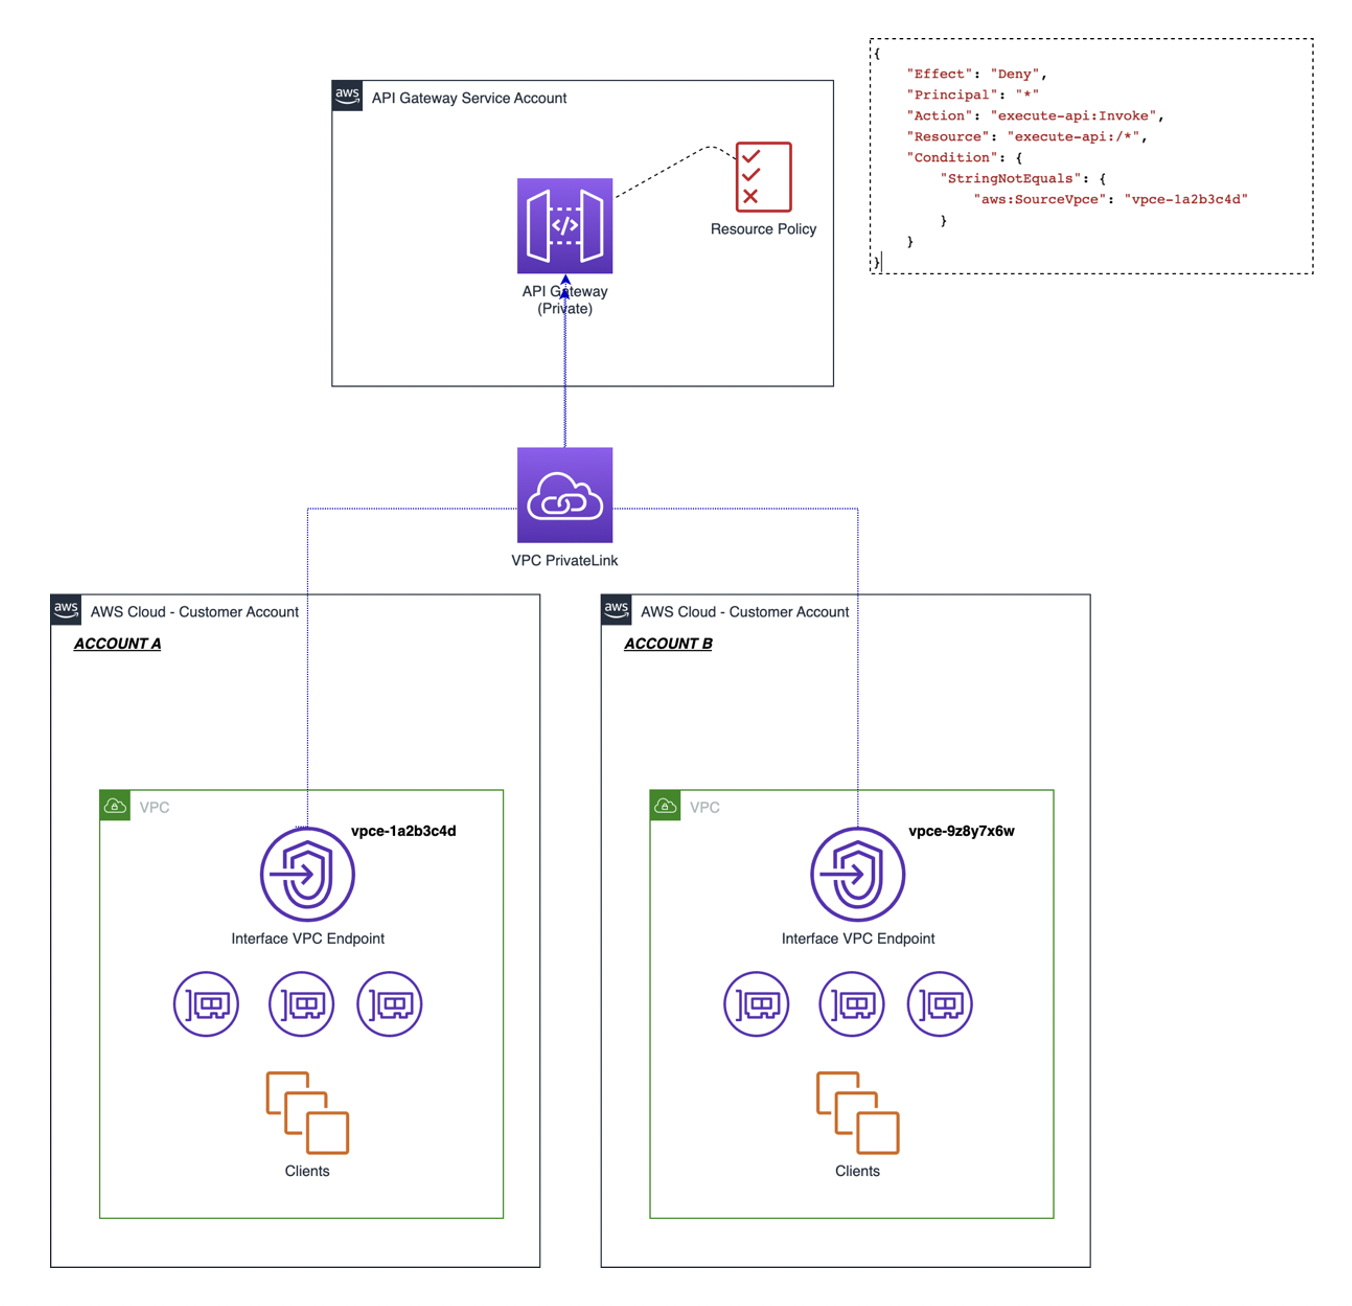 {
"Effect": "Deny",
"Principal": "*"
"Action": "execute-api:Invoke",
"Resource": "execute-api:/*",
"Condition": {
"StringNotEquals": {
"aws:SourceVpce": "vpce-1a2b3c4d"
}
}
}
aws
API Gateway Service Account
Resource Policy
API Gateway
(Private)
VPC PrivateLink
aws
AWS Cloud - Customer Account
ACCOUNT A
VPC
vpce-1a2b3c4d
Interface VPC Endpoint
Clients
aws
AWS Cloud - Customer Account
ACCOUNT B
VPC
vpce-9z8y7x6w
Interface VPC Endpoint
Clients